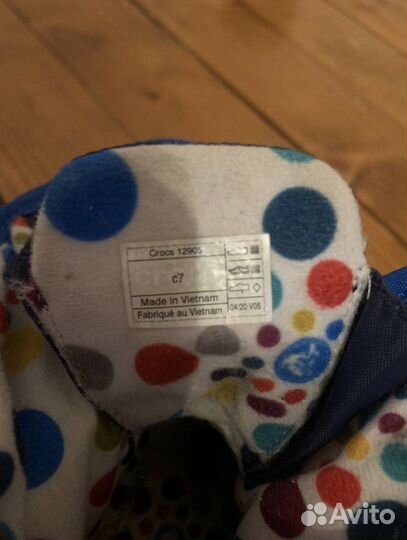 Crocs 12905
c7
Made in Vietnam
Fabriqué au Vietnam
04/20 V05
Avito